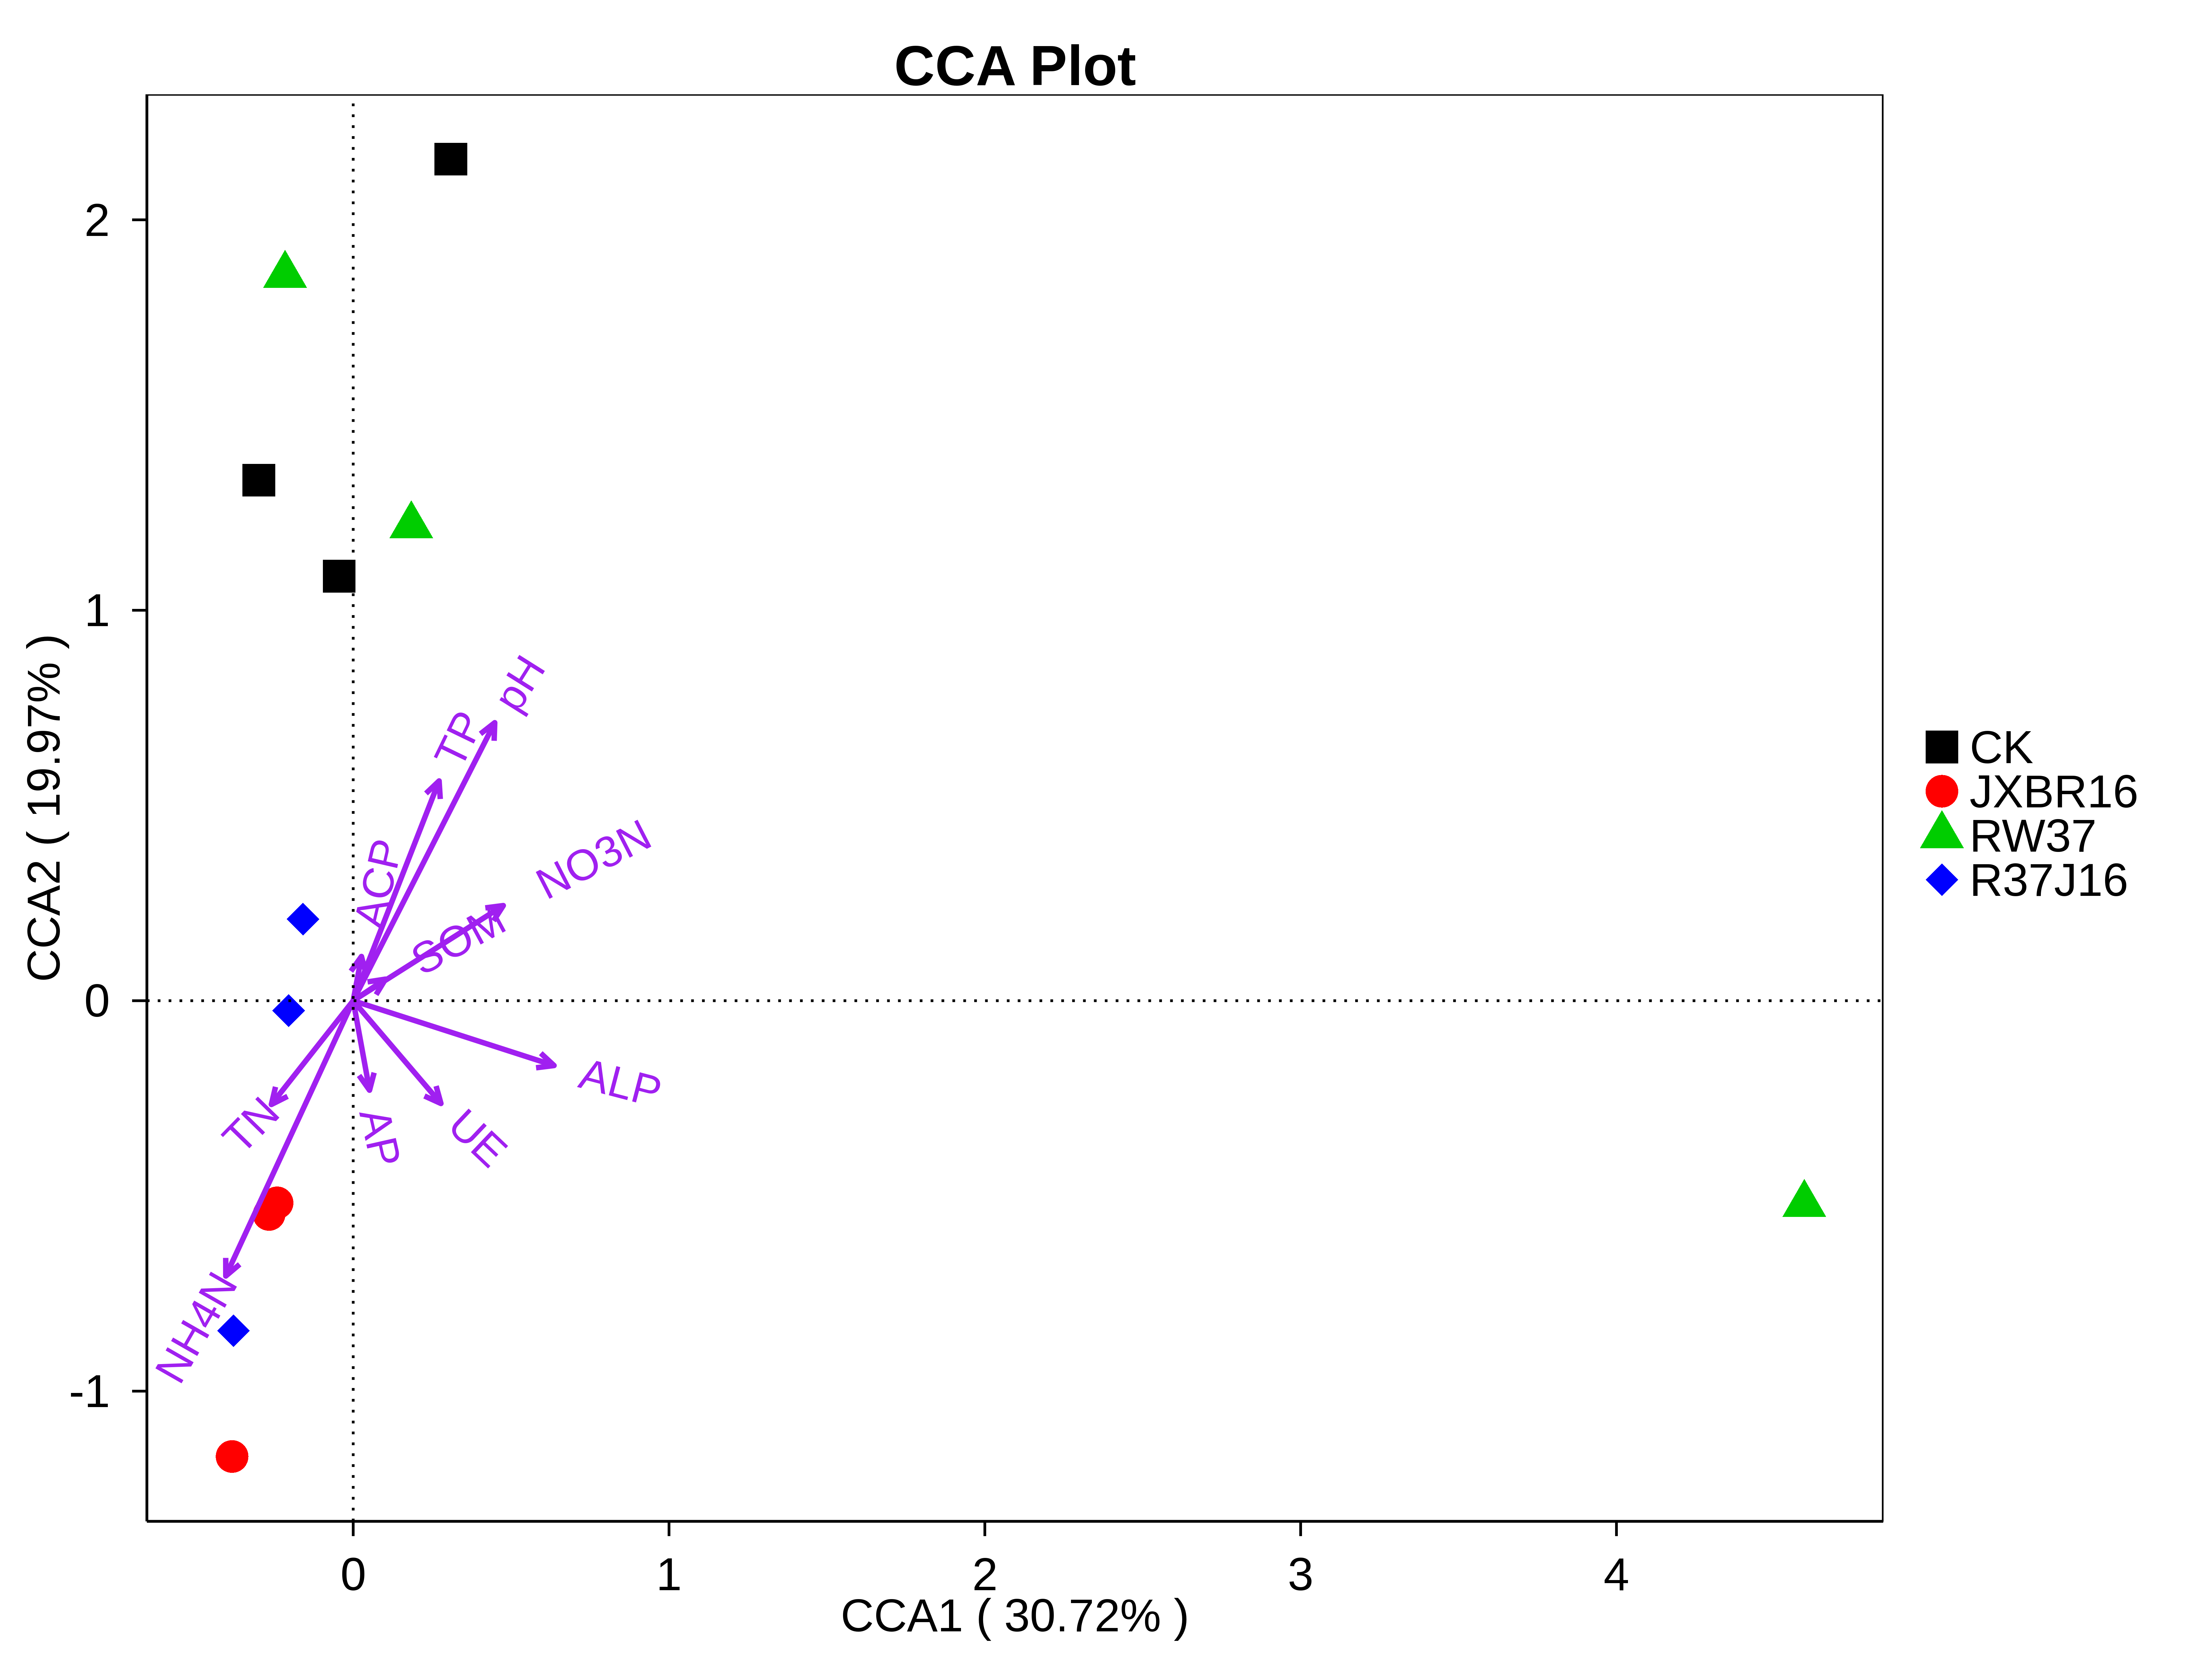 CCA Plot
2
1
0
-1
CCA2 ( 19.97% )
pH
TP
NO3N
ACP
SOM
ALP
TN
AP
UE
NH4N
CK
JXBR16
RW37
R37J16
0 1 2 3 4
CCA1 ( 30.72% )